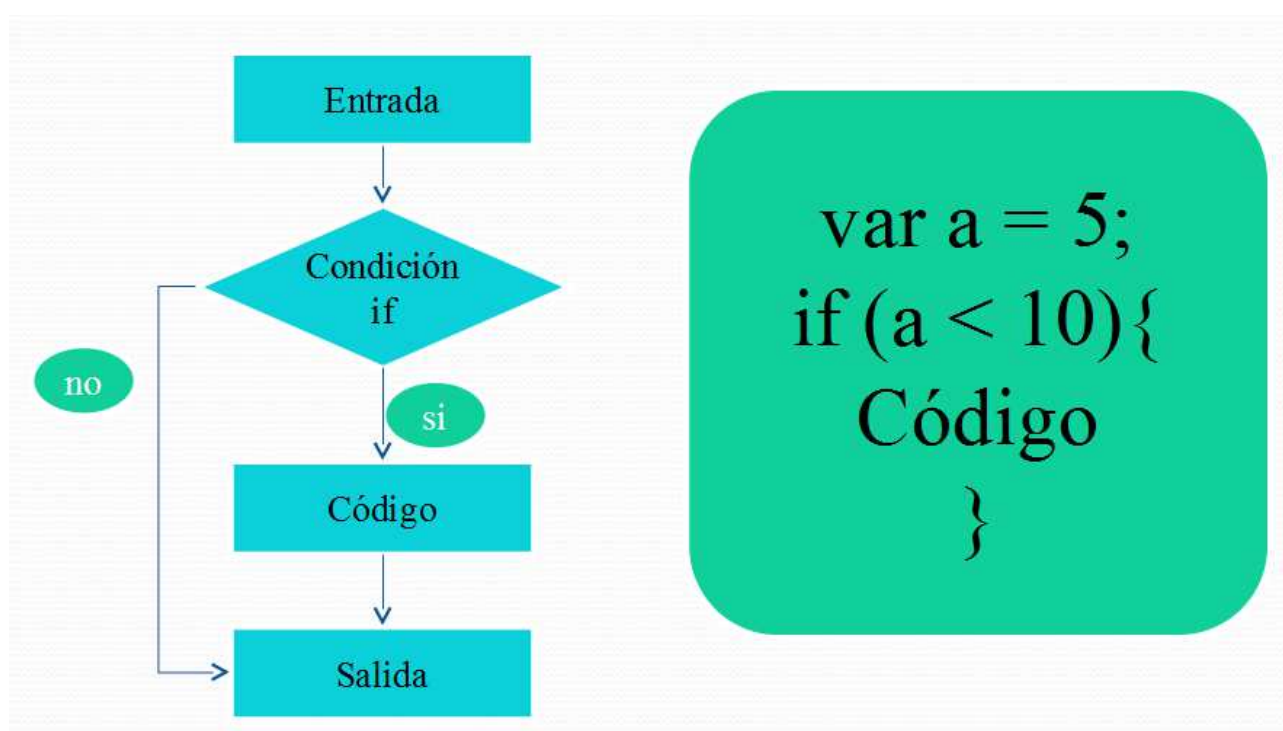 Entrada
Condición
if
no
si
Código
Salida
var a = 5;
if (a < 10){
Código
}